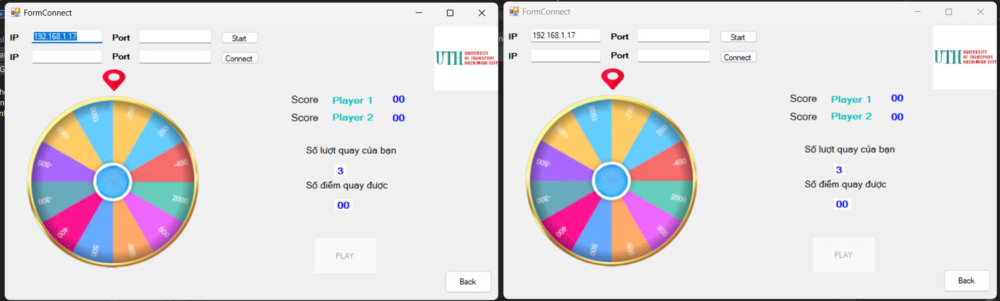 FormConnect
IP 192.168.1.17 Port Start
IP Port Connect
UTH UNIVERSITY
OF TRANSPORT
HOCHIMINH CITY
Score Player 1 00
Score Player 2 00
Số lượt quay của bạn
3
Số điểm quay được
00
1500
-750
250
-450
2000
800
-600
500
400
-300
-500
1000
PLAY
Back
FormConnect
IP 192.168.1.17 Port Start
IP Port Connect
UTH UNIVERSITY
OF TRANSPORT
HOCHIMINH CITY
Score Player 1 00
Score Player 2 00
Số lượt quay của bạn
3
Số điểm quay được
00
1500
-750
250
-450
2000
800
500
400
-300
-500
1000
PLAY
Back